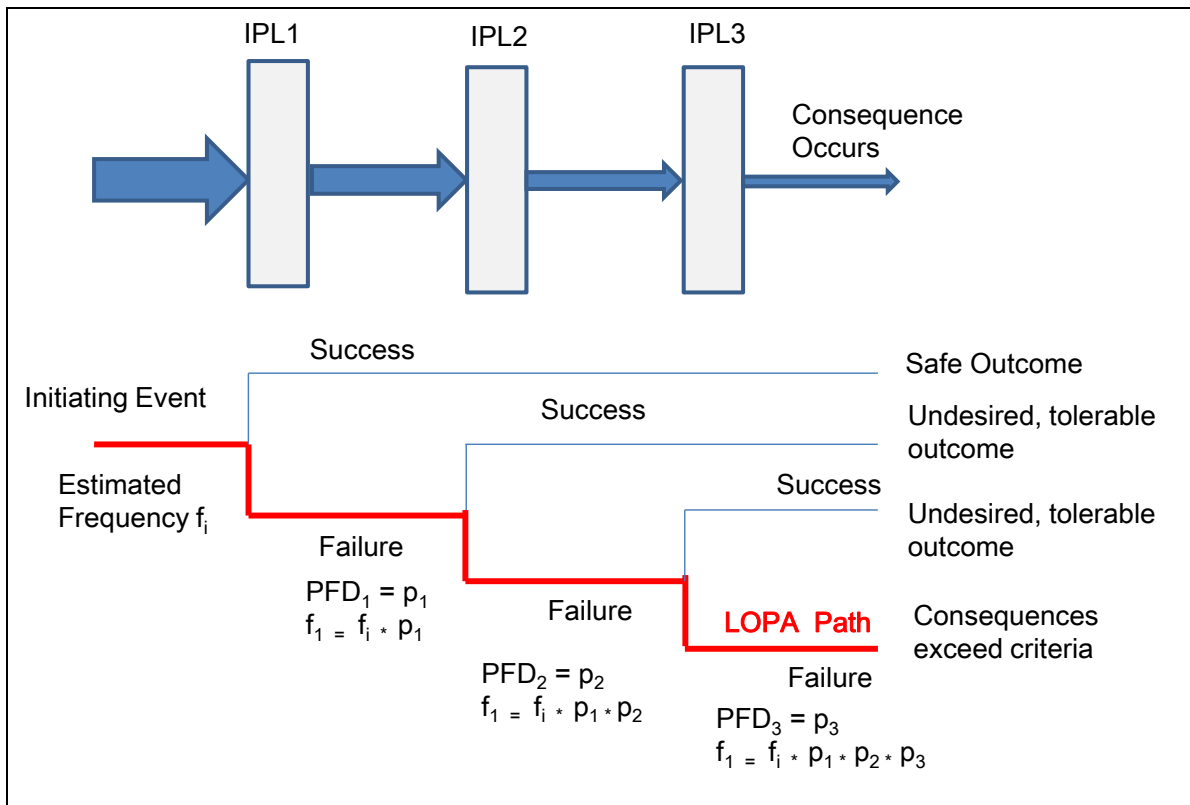 IPL1
IPL2
IPL3
Consequence
Occurs
Success
Safe Outcome
Initiating Event
Success
Undesired, tolerable
outcome
Estimated
Frequency fᵢ
Success
Undesired, tolerable
outcome
Failure
PFD₁ = p₁
f₁ = fᵢ * p₁
Failure
PFD₂ = p₂
f₁ = fᵢ * p₁ * p₂
LOPA Path
Consequences
exceed criteria
Failure
PFD₃ = p₃
f₁ = fᵢ * p₁ * p₂ * p₃